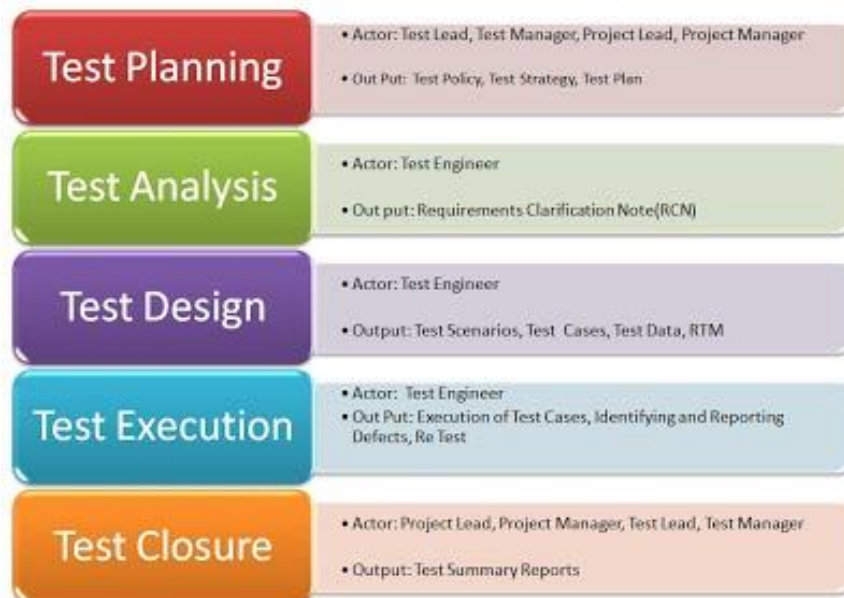 Test Planning
• Actor: Test Lead, Test Manager, Project Lead, Project Manager
• Out Put: Test Policy, Test Strategy, Test Plan
Test Analysis
• Actor: Test Engineer
• Out put: Requirements Clarification Note(RCN)
Test Design
• Actor: Test Engineer
• Output: Test Scenarios, Test Cases, Test Data, RTM
Test Execution
• Actor: Test Engineer
• Out Put: Execution of Test Cases, Identifying and Reporting
Defects, Re Test
Test Closure
• Actor: Project Lead, Project Manager, Test Lead, Test Manager
• Output: Test Summary Reports